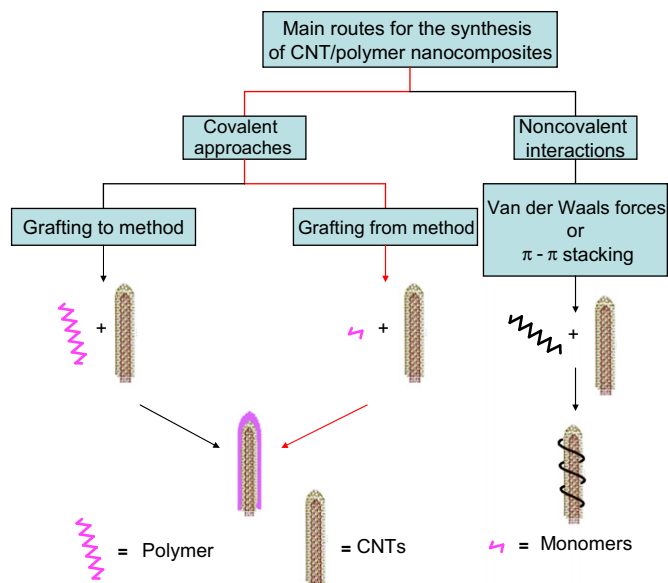 Main routes for the synthesis
of CNT/polymer nanocomposites
Covalent
approaches
Noncovalent
interactions
Grafting to method
Grafting from method
Van der Waals forces
or
π - π stacking
+
+
+
= Polymer
= CNTs
= Monomers